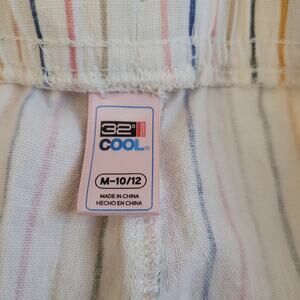 32°
COOL®
M-10/12
MADE IN CHINA
HECHO EN CHINA